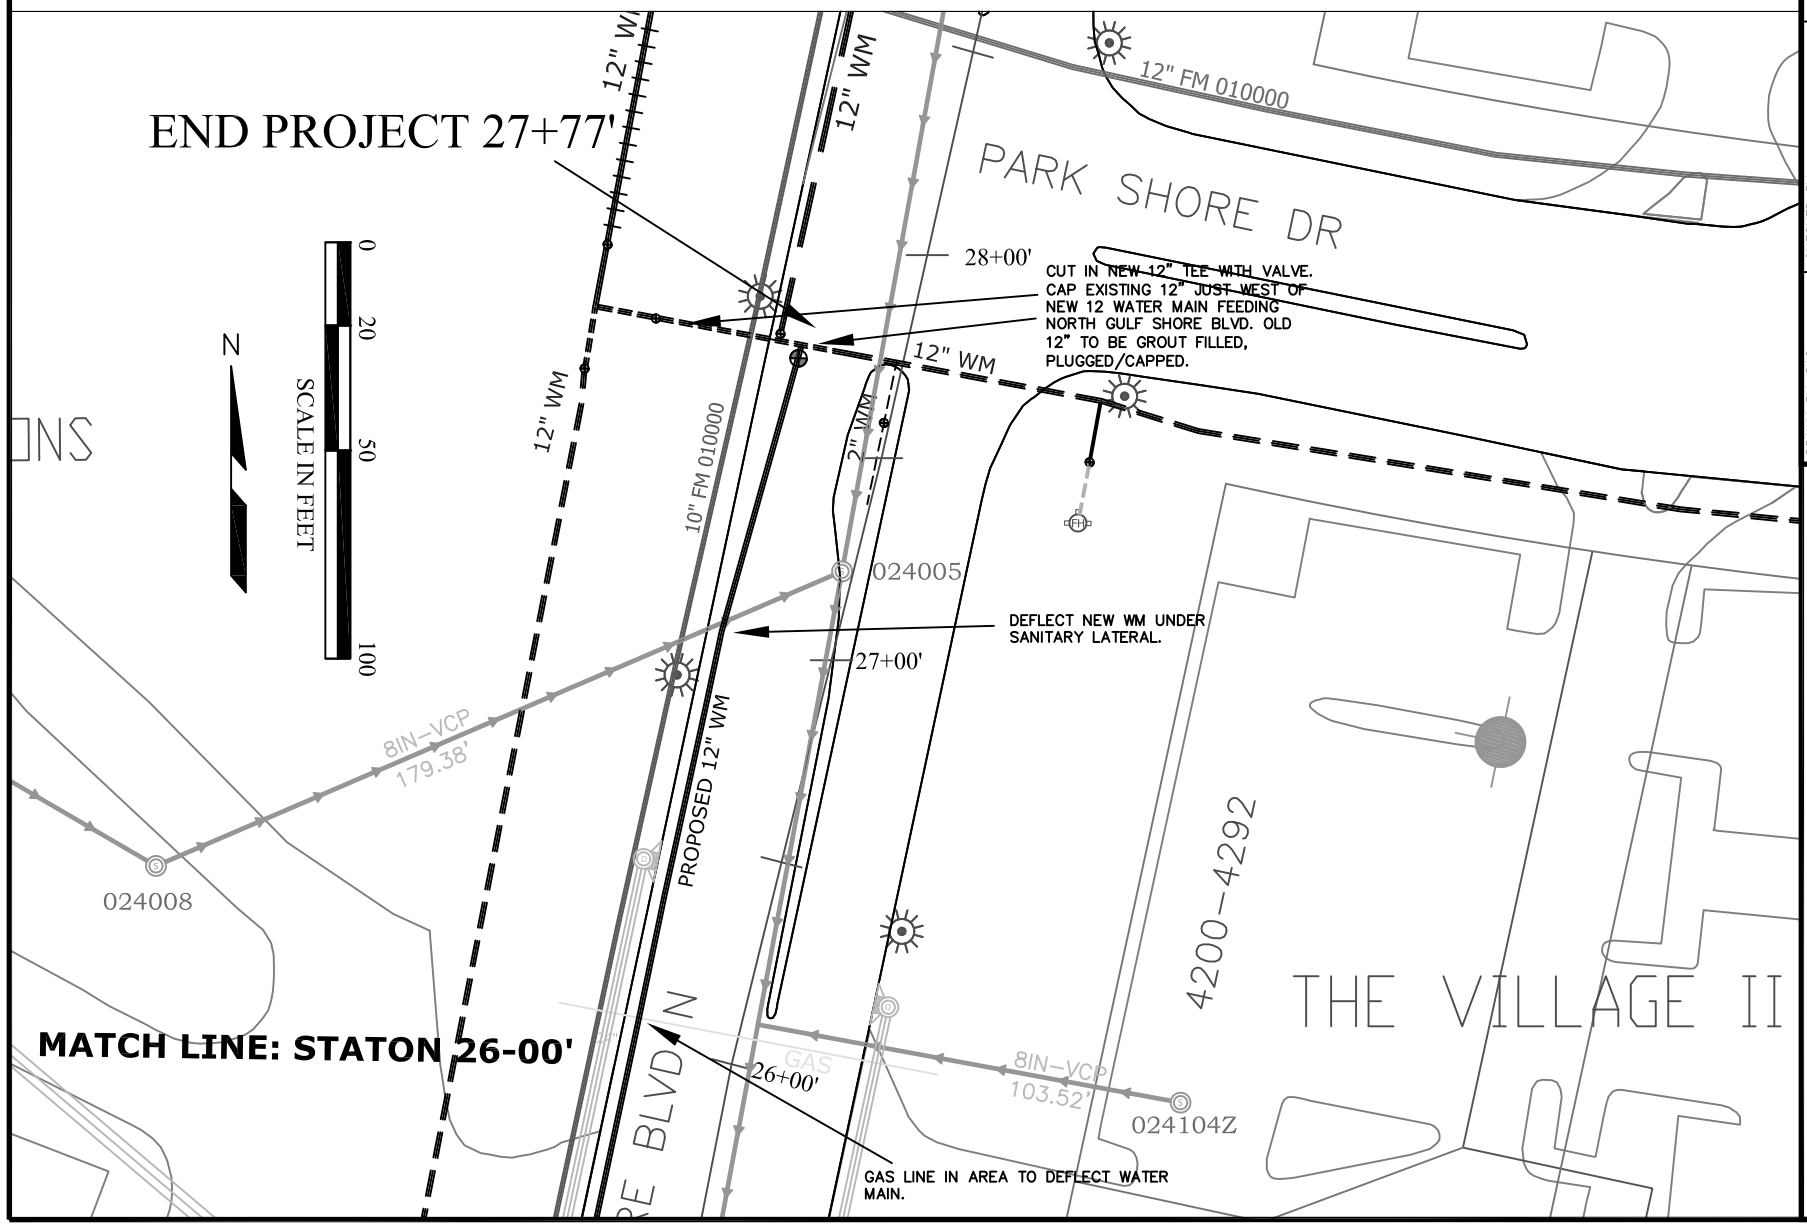 12" W
12" WM
12" FM 010000
END PROJECT 27+77'
PARK SHORE DR
28+00'
CUT IN NEW 12" TEE WITH VALVE.
CAP EXISTING 12" JUST WEST OF
NEW 12 WATER MAIN FEEDING
NORTH GULF SHORE BLVD. OLD
12" TO BE GROUT FILLED,
PLUGGED/CAPPED.
0
20
50
100
SCALE IN FEET
N
12" WM
12" WM
2" WM
10" FM 010000
FH
S
024005
DEFLECT NEW WM UNDER
SANITARY LATERAL.
27+00'
8IN-VCP
179.38'
PROPOSED 12" WM
S
024008
D
4200-4292
THE VILLAGE II
MATCH LINE: STATON 26-00'
RE BLVD N
D
GAS
26+00'
8IN-VCP
103.52'
S
024104Z
GAS LINE IN AREA TO DEFLECT WATER
MAIN.